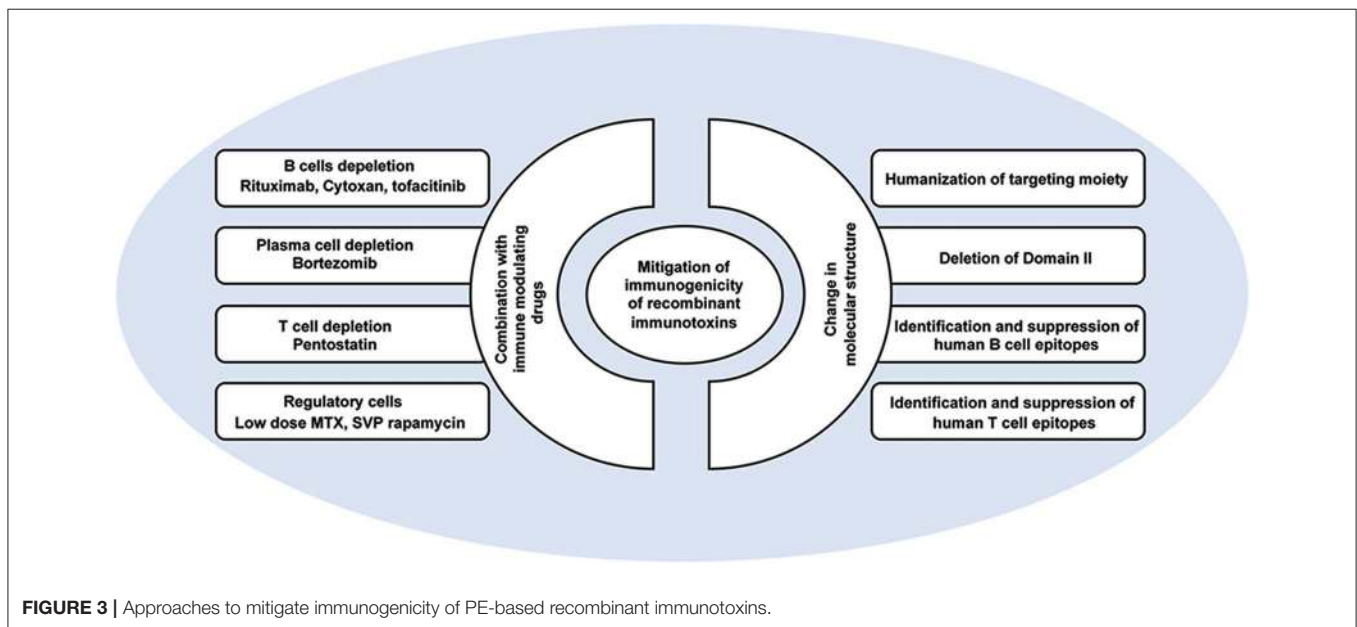 B cells depeletion
Rituximab, Cytoxan, tofacitinib
Plasma cell depletion
Bortezomib
T cell depletion
Pentostatin
Regulatory cells
Low dose MTX, SVP rapamycin
Combination with
immune modulating
drugs
Mitigation of
immunogenicity
of recombinant
immunotoxins
Change in
molecular structure
Humanization of targeting moiety
Deletion of Domain II
Identification and suppression of
human B cell epitopes
Identification and suppression of
human T cell epitopes
FIGURE 3 | Approaches to mitigate immunogenicity of PE-based recombinant immunotoxins.